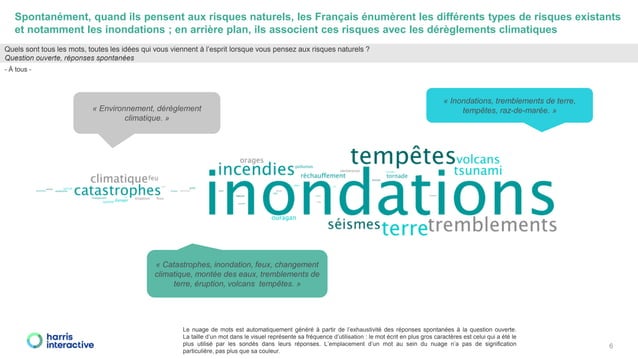 Spontanément, quand ils pensent aux risques naturels, les Français énumèrent les différents types de risques existants
et notamment les inondations ; en arrière plan, ils associent ces risques avec les dérèglements climatiques
Quels sont tous les mots, toutes les idées qui vous viennent à l'esprit lorsque vous pensez aux risques naturels ?
Question ouverte, réponses spontanées
- À tous -
« Environnement, dérèglement
climatique. »
« Inondations, tremblements de terre,
tempêtes, raz-de-marée. »
orages
tempêtes
volcans
incendies
tsunami
climatique
feu
réchauffement
tornade
catastrophes
inondations
ouragan
séismes
terre
tremblements
« Catastrophes, inondation, feux, changement
climatique, montée des eaux, tremblements de
terre, éruption, volcans tempêtes. »
Le nuage de mots est automatiquement généré à partir de l'exhaustivité des réponses spontanées à la question ouverte.
La taille d'un mot dans le visuel représente sa fréquence d'utilisation : le mot écrit en plus gros caractères est celui qui a été le
plus utilisé par les sondés dans leurs réponses. L'emplacement d'un mot au sein du nuage n'a pas de signification
particulière, pas plus que sa couleur.
harris
interactive
6